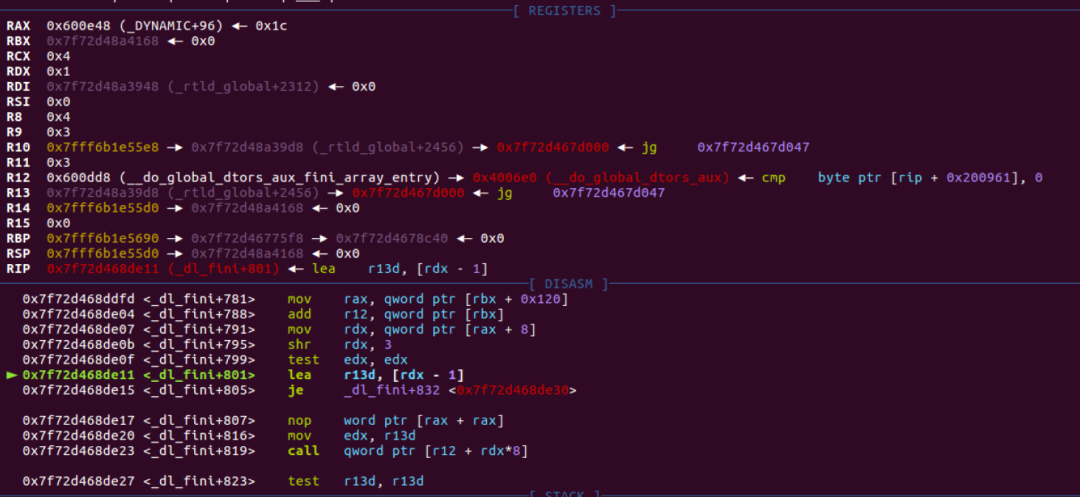 [ REGISTERS ]
RAX 0x600e48 (_DYNAMIC+96) ◂— 0x1c
RBX 0x7f72d48a4168 ◂— 0x0
RCX 0x4
RDX 0x1
RDI 0x7f72d48a3948 (_rtld_global+2312) ◂— 0x0
RSI 0x0
R8 0x4
R9 0x3
R10 0x7fff6b1e55e8 —▸ 0x7f72d48a39d8 (_rtld_global+2456) —▸ 0x7f72d467d000 ◂— jg 0x7f72d467d047
R11 0x3
R12 0x600dd8 (__do_global_dtors_aux_fini_array_entry) —▸ 0x4006e0 (__do_global_dtors_aux) ◂— cmp byte ptr [rip + 0x200961], 0
R13 0x7f72d48a39d8 (_rtld_global+2456) —▸ 0x7f72d467d000 ◂— jg 0x7f72d467d047
R14 0x7fff6b1e55d0 —▸ 0x7f72d48a4168 ◂— 0x0
R15 0x0
RBP 0x7fff6b1e5690 —▸ 0x7f72d46775f8 —▸ 0x7f72d4678c40 ◂— 0x0
RSP 0x7fff6b1e55d0 —▸ 0x7f72d48a4168 ◂— 0x0
RIP 0x7f72d468de11 (_dl_fini+801) ◂— lea r13d, [rdx - 1]
[ DISASM ]
0x7f72d468ddfd <_dl_fini+781> mov rax, qword ptr [rbx + 0x120]
0x7f72d468de04 <_dl_fini+788> add r12, qword ptr [rbx]
0x7f72d468de07 <_dl_fini+791> mov rdx, qword ptr [rax + 8]
0x7f72d468de0b <_dl_fini+795> shr rdx, 3
0x7f72d468de0f <_dl_fini+799> test edx, edx
► 0x7f72d468de11 <_dl_fini+801> lea r13d, [rdx - 1]
0x7f72d468de15 <_dl_fini+805> je _dl_fini+832 <0x7f72d468de30>
0x7f72d468de17 <_dl_fini+807> nop word ptr [rax + rax]
0x7f72d468de20 <_dl_fini+816> mov edx, r13d
0x7f72d468de23 <_dl_fini+819> call qword ptr [r12 + rdx*8]
0x7f72d468de27 <_dl_fini+823> test r13d, r13d
[ STACK ]